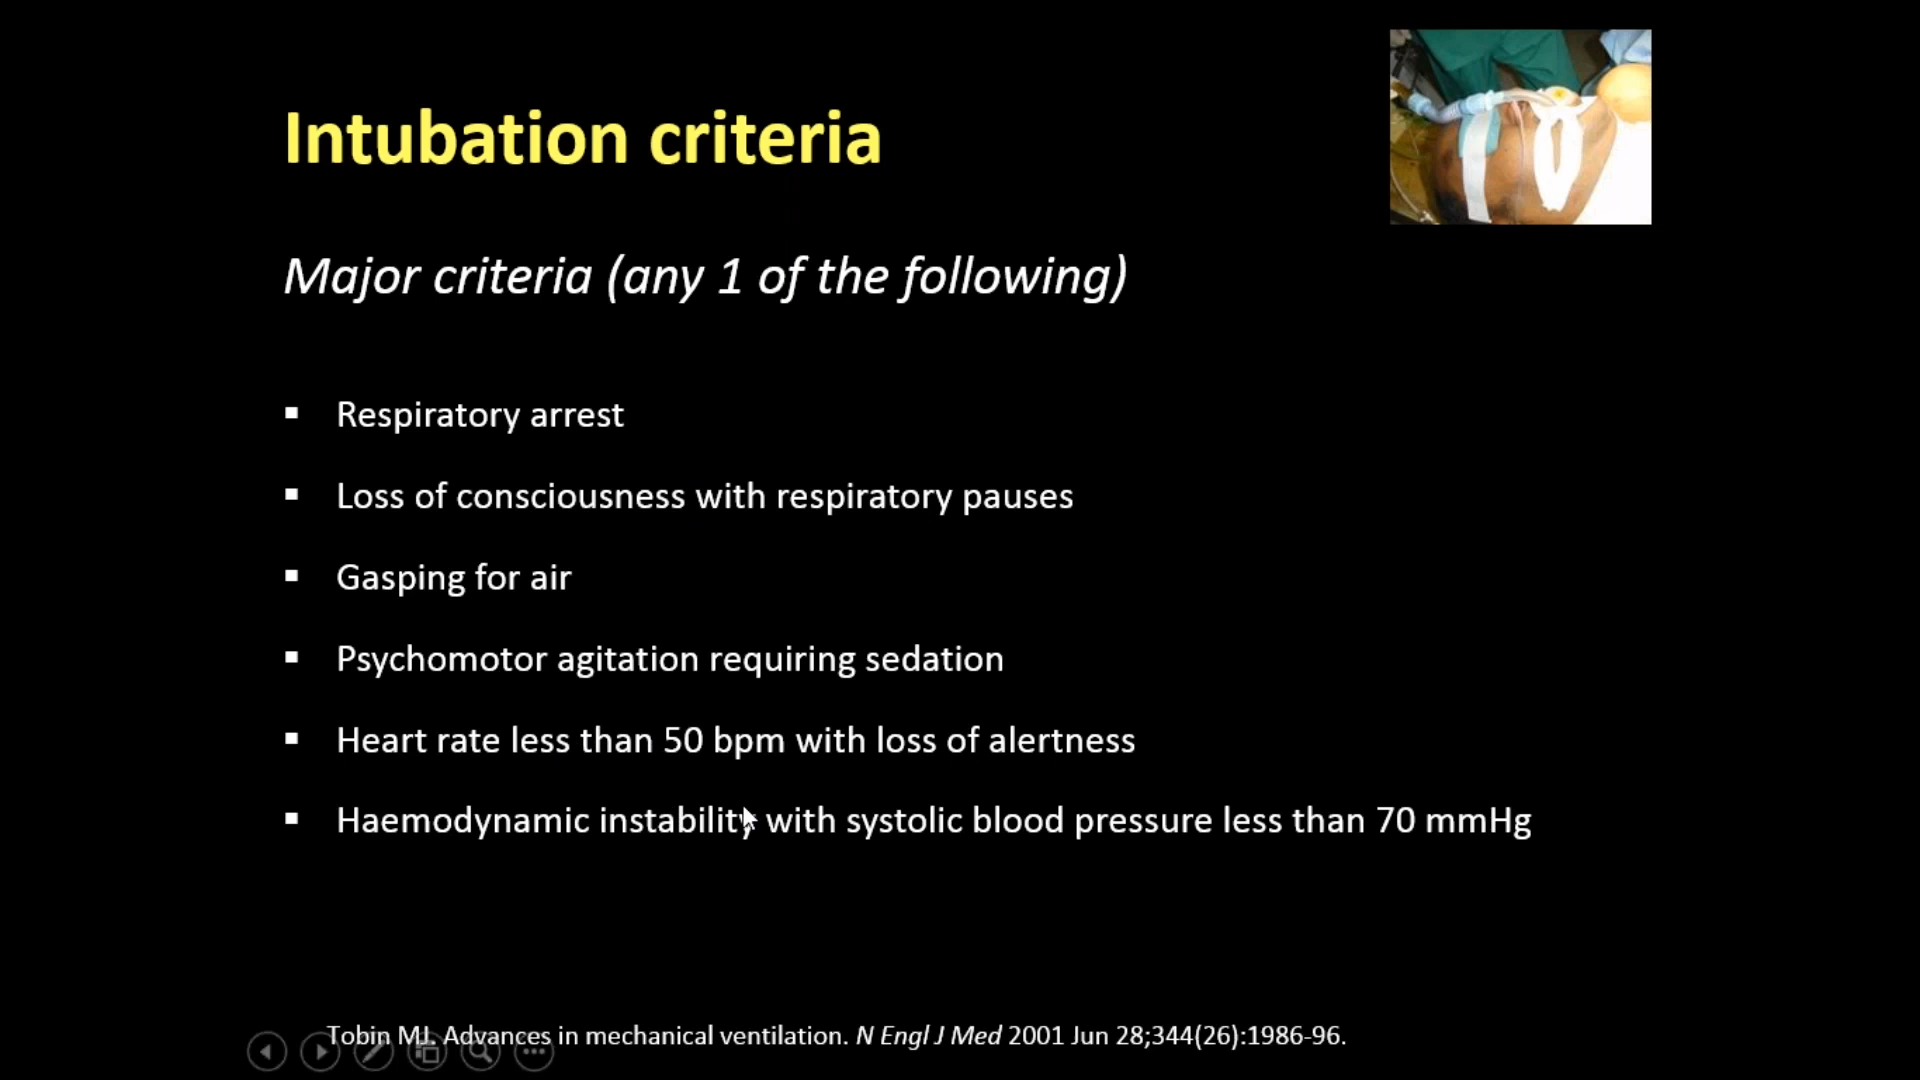 Intubation criteria
Major criteria (any 1 of the following)
▪ Respiratory arrest
▪ Loss of consciousness with respiratory pauses
▪ Gasping for air
▪ Psychomotor agitation requiring sedation
▪ Heart rate less than 50 bpm with loss of alertness
▪ Haemodynamic instability with systolic blood pressure less than 70 mmHg
Tobin MJ. Advances in mechanical ventilation. N Engl J Med 2001 Jun 28;344(26):1986-96.